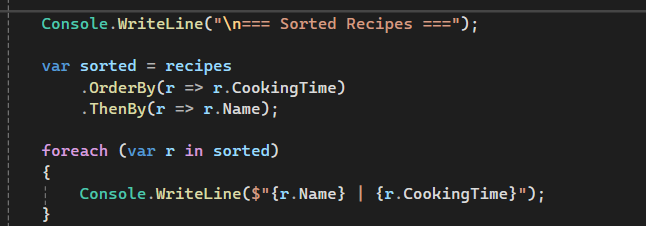 Console.WriteLine("\n=== Sorted Recipes ===");
var sorted = recipes
.OrderBy(r => r.CookingTime)
.ThenBy(r => r.Name);
foreach (var r in sorted)
{
Console.WriteLine($"{r.Name} | {r.CookingTime}");
}